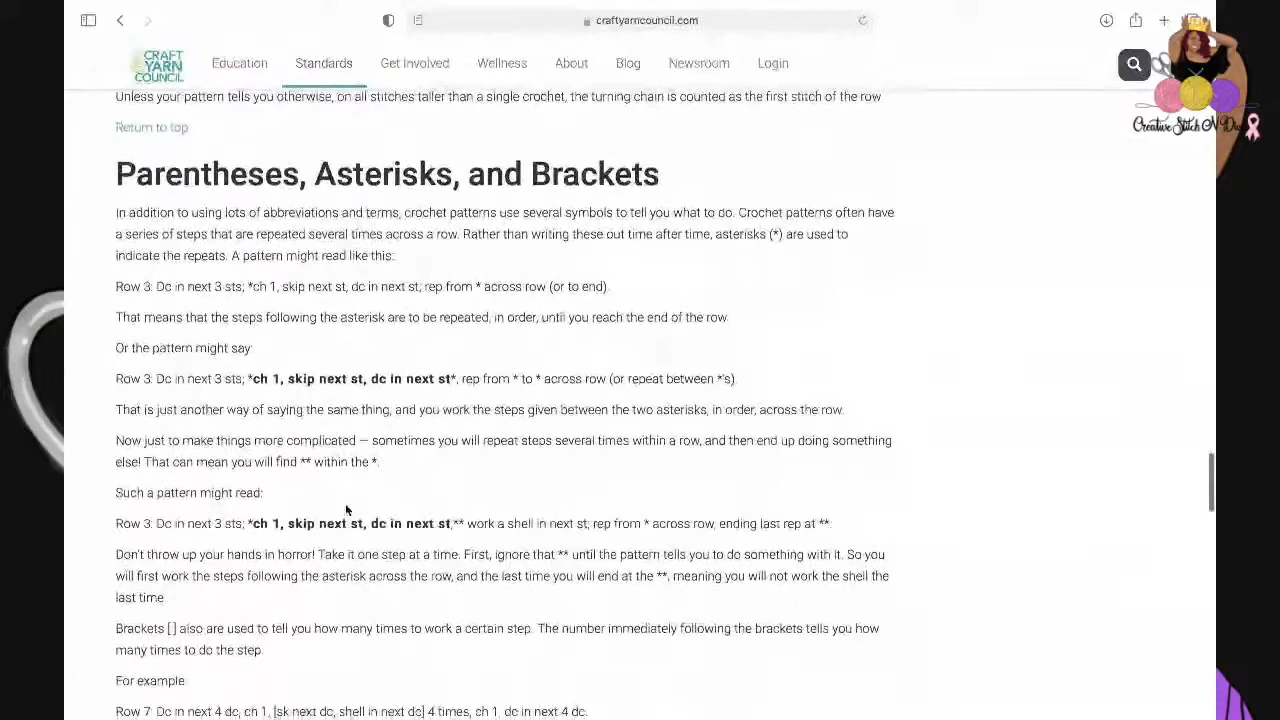 craftyarncouncil.com
CRAFT
YARN
COUNCIL
Education Standards Get Involved Wellness About Blog Newsroom Login
Creative Stitch N Div
Unless your pattern tells you otherwise, on all stitches taller than a single crochet, the turning chain is counted as the first stitch of the row
Return to top
Parentheses, Asterisks, and Brackets
In addition to using lots of abbreviations and terms, crochet patterns use several symbols to tell you what to do. Crochet patterns often have
a series of steps that are repeated several times across a row. Rather than writing these out time after time, asterisks (*) are used to
indicate the repeats. A pattern might read like this:
Row 3: Dc in next 3 sts; *ch 1, skip next st, dc in next st; rep from * across row (or to end).
That means that the steps following the asterisk are to be repeated, in order, until you reach the end of the row
Or the pattern might say:
Row 3: Dc in next 3 sts; *ch 1, skip next st, dc in next st*, rep from * to * across row (or repeat between *'s).
That is just another way of saying the same thing, and you work the steps given between the two asterisks, in order, across the row.
Now just to make things more complicated — sometimes you will repeat steps several times within a row, and then end up doing something
else! That can mean you will find ** within the *.
Such a pattern might read:
Row 3: Dc in next 3 sts; *ch 1, skip next st, dc in next st,** work a shell in next st; rep from * across row, ending last rep at **.
Don't throw up your hands in horror! Take it one step at a time. First, ignore that ** until the pattern tells you to do something with it. So you
will first work the steps following the asterisk across the row, and the last time you will end at the **, meaning you will not work the shell the
last time
Brackets [ ] also are used to tell you how many times to work a certain step. The number immediately following the brackets tells you how
many times to do the step.
For example
Row 7: Dc in next 4 dc, ch 1, [sk next dc, shell in next dc] 4 times, ch 1, dc in next 4 dc.